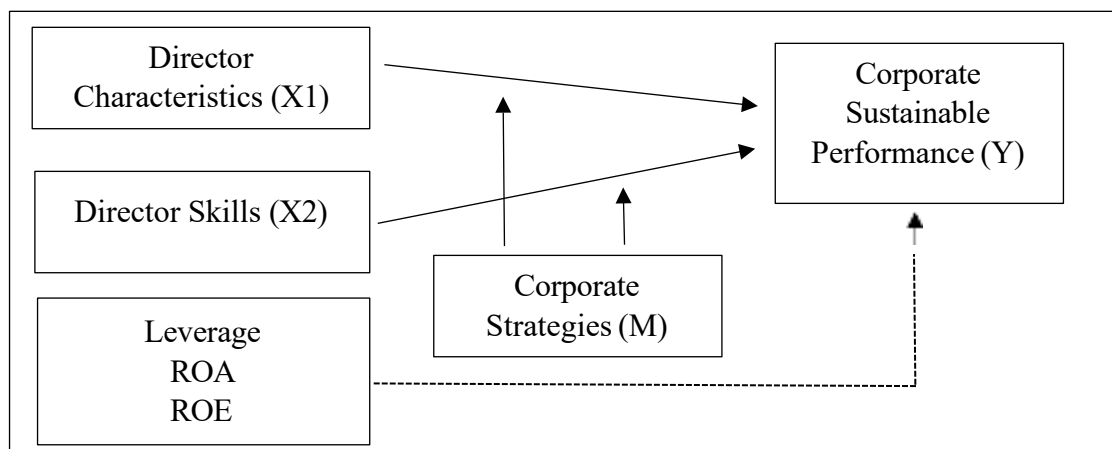 Director
Characteristics (X1)
Corporate
Sustainable
Performance (Y)
Director Skills (X2)
Corporate
Strategies (M)
Leverage
ROA
ROE